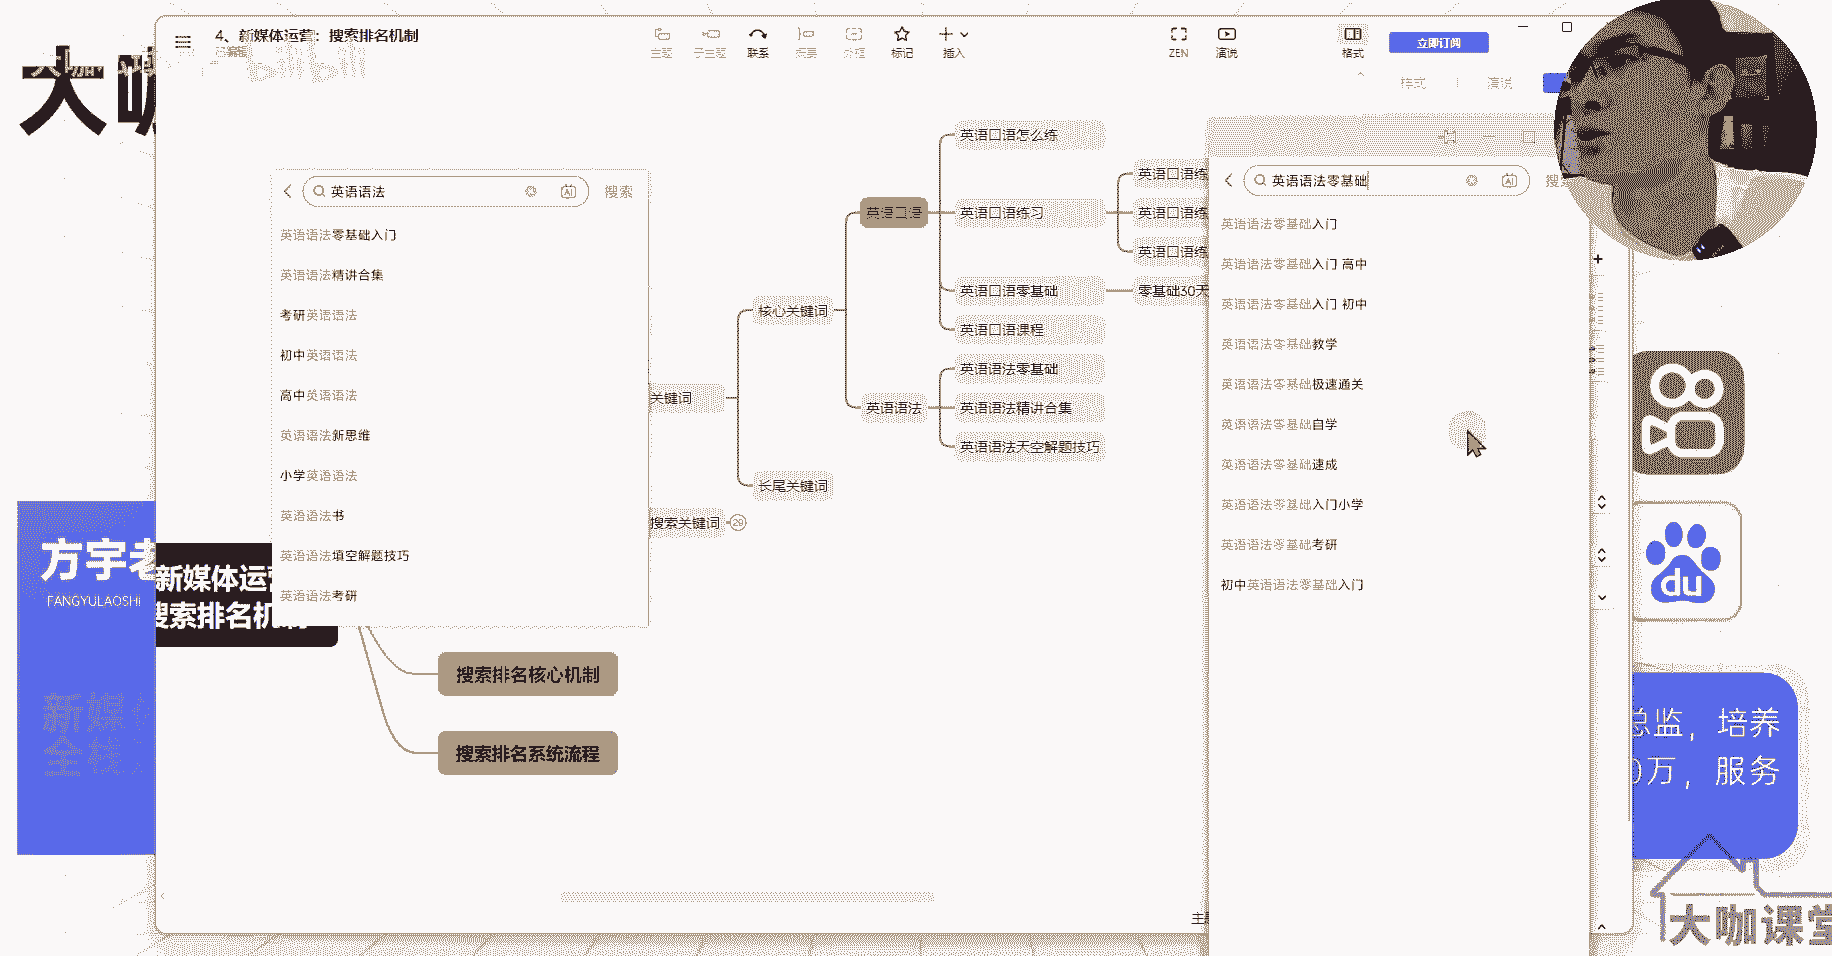 4、新媒体运营：搜索排名机制
已编辑
bilibili
主题
子主题
联系
概要
外框
标记
插入
ZEN
演说
格式
立即订阅
样式
演说
大咖
英语语法
搜索
英语语法零基础入门
英语语法精讲合集
考研英语语法
初中英语语法
高中英语语法
英语语法新思维
小学英语语法
英语语法书
英语语法填空解题技巧
英语语法考研
关键词
搜索关键词
29
核心关键词
长尾关键词
英语口语
英语语法
英语口语怎么练
英语口语练习
英语口语零基础
英语口语课程
英语语法零基础
英语语法精讲合集
英语语法天空解题技巧
英语口语练
英语口语练
英语口语练
零基础30天
英语语法零基础
英语语法零基础入门
英语语法零基础入门 高中
英语语法零基础入门 初中
英语语法零基础教学
英语语法零基础极速通关
英语语法零基础自学
英语语法零基础速成
英语语法零基础入门小学
英语语法零基础考研
初中英语语法零基础入门
方宇老
FANGYULAOSHI
新媒体运营
搜索排名机制
搜索排名核心机制
搜索排名系统流程
新媒体
du
总监，培养
0万，服务
大咖课堂